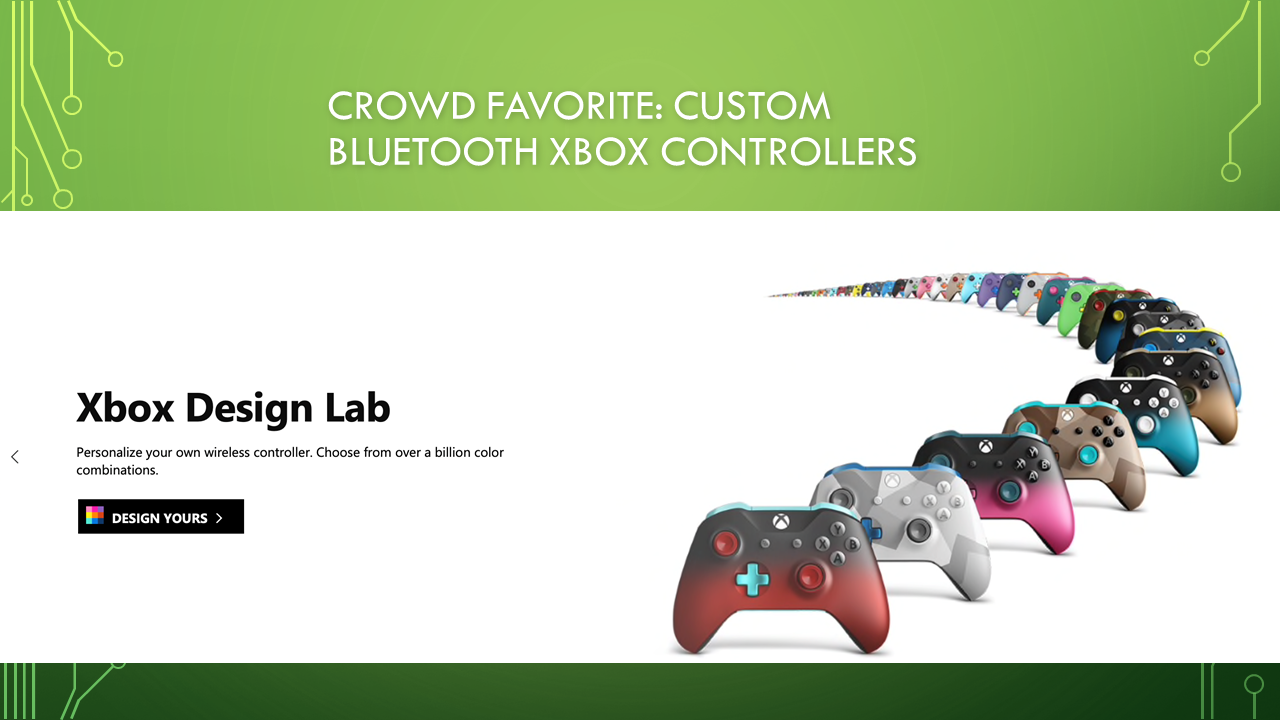 CROWD FAVORITE: CUSTOM
BLUETOOTH XBOX CONTROLLERS
Xbox Design Lab
Personalize your own wireless controller. Choose from over a billion color
combinations.
DESIGN YOURS
Y
X B
A
Y
X B
A
Y
X B
A